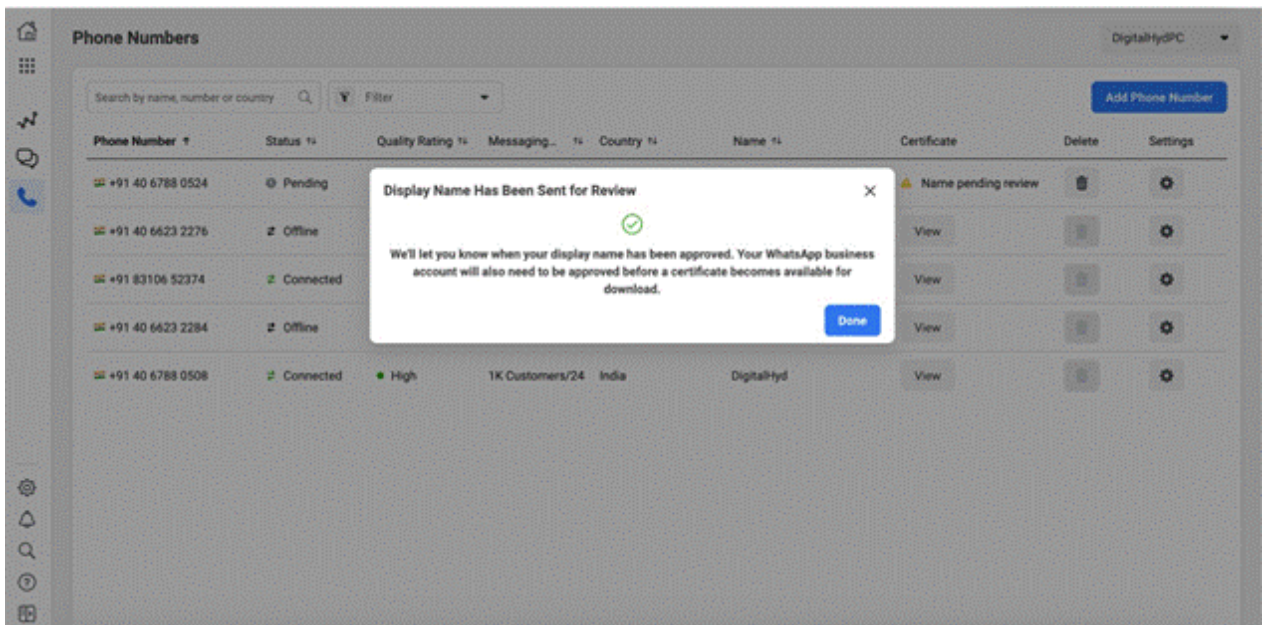 Phone Numbers
DigitalHydPC
Search by name, number or country
Filter
Add Phone Number
Phone Number Status Quality Rating Messaging... Country Name Certificate Delete Settings
+91 40 6788 0524 Pending Name pending review
+91 40 6623 2276 Offline View
+91 83106 52374 Connected View
+91 40 6623 2284 Offline View
+91 40 6788 0508 Connected High 1K Customers/24 India DigitalHyd View
Display Name Has Been Sent for Review
We'll let you know when your display name has been approved. Your WhatsApp business
account will also need to be approved before a certificate becomes available for
download.
Done